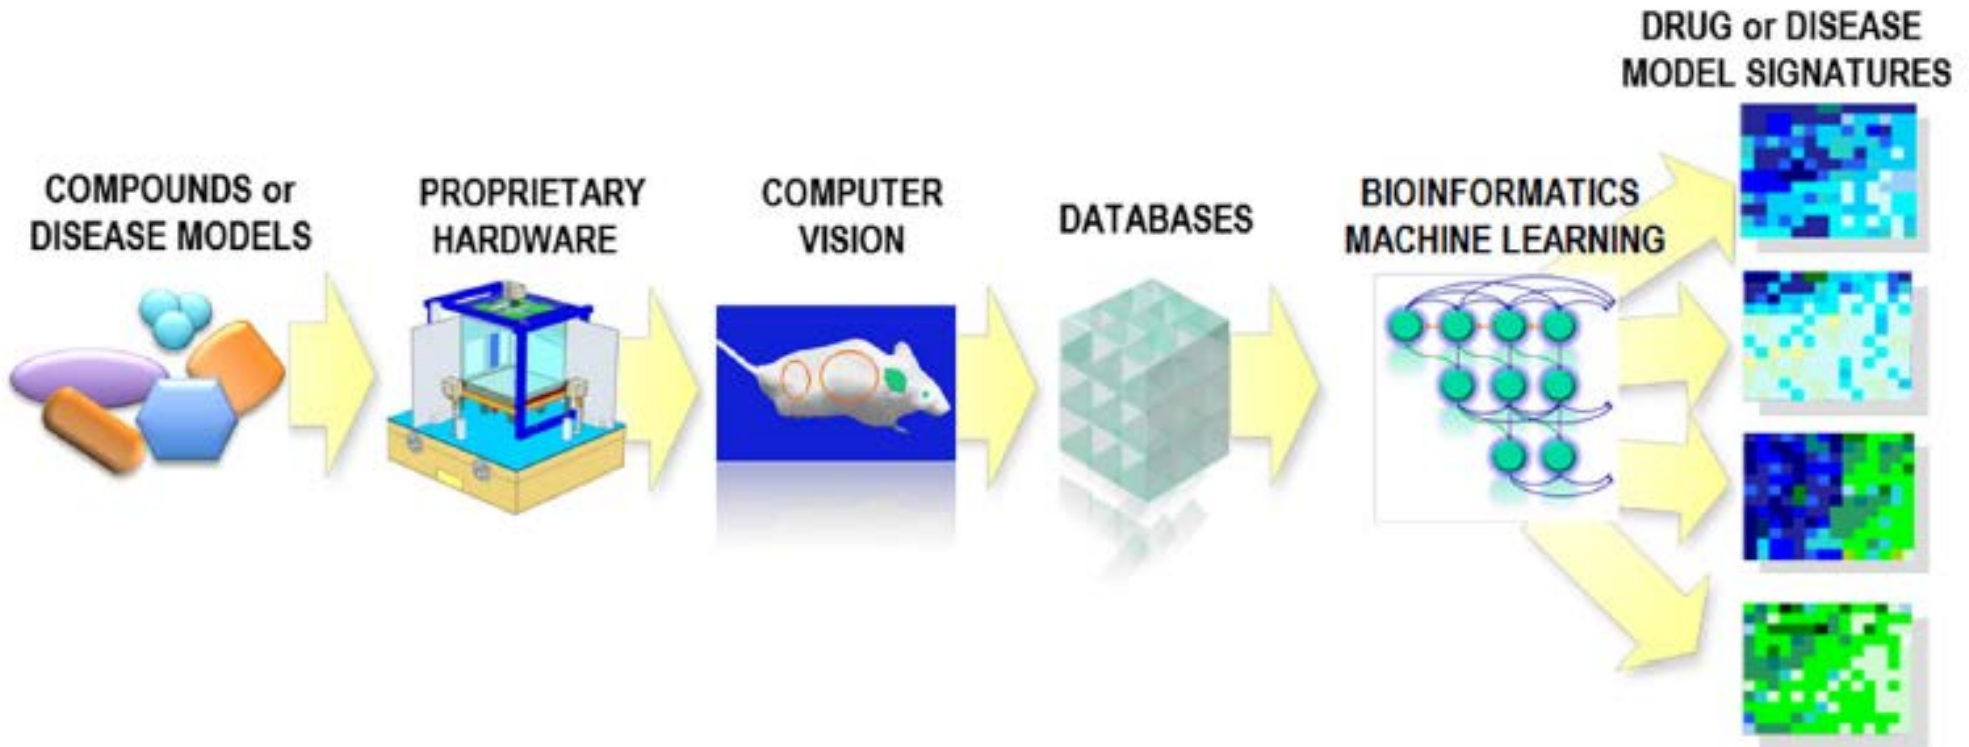 COMPOUNDS or
DISEASE MODELS
PROPRIETARY
HARDWARE
COMPUTER
VISION
DATABASES
BIOINFORMATICS
MACHINE LEARNING
DRUG or DISEASE
MODEL SIGNATURES